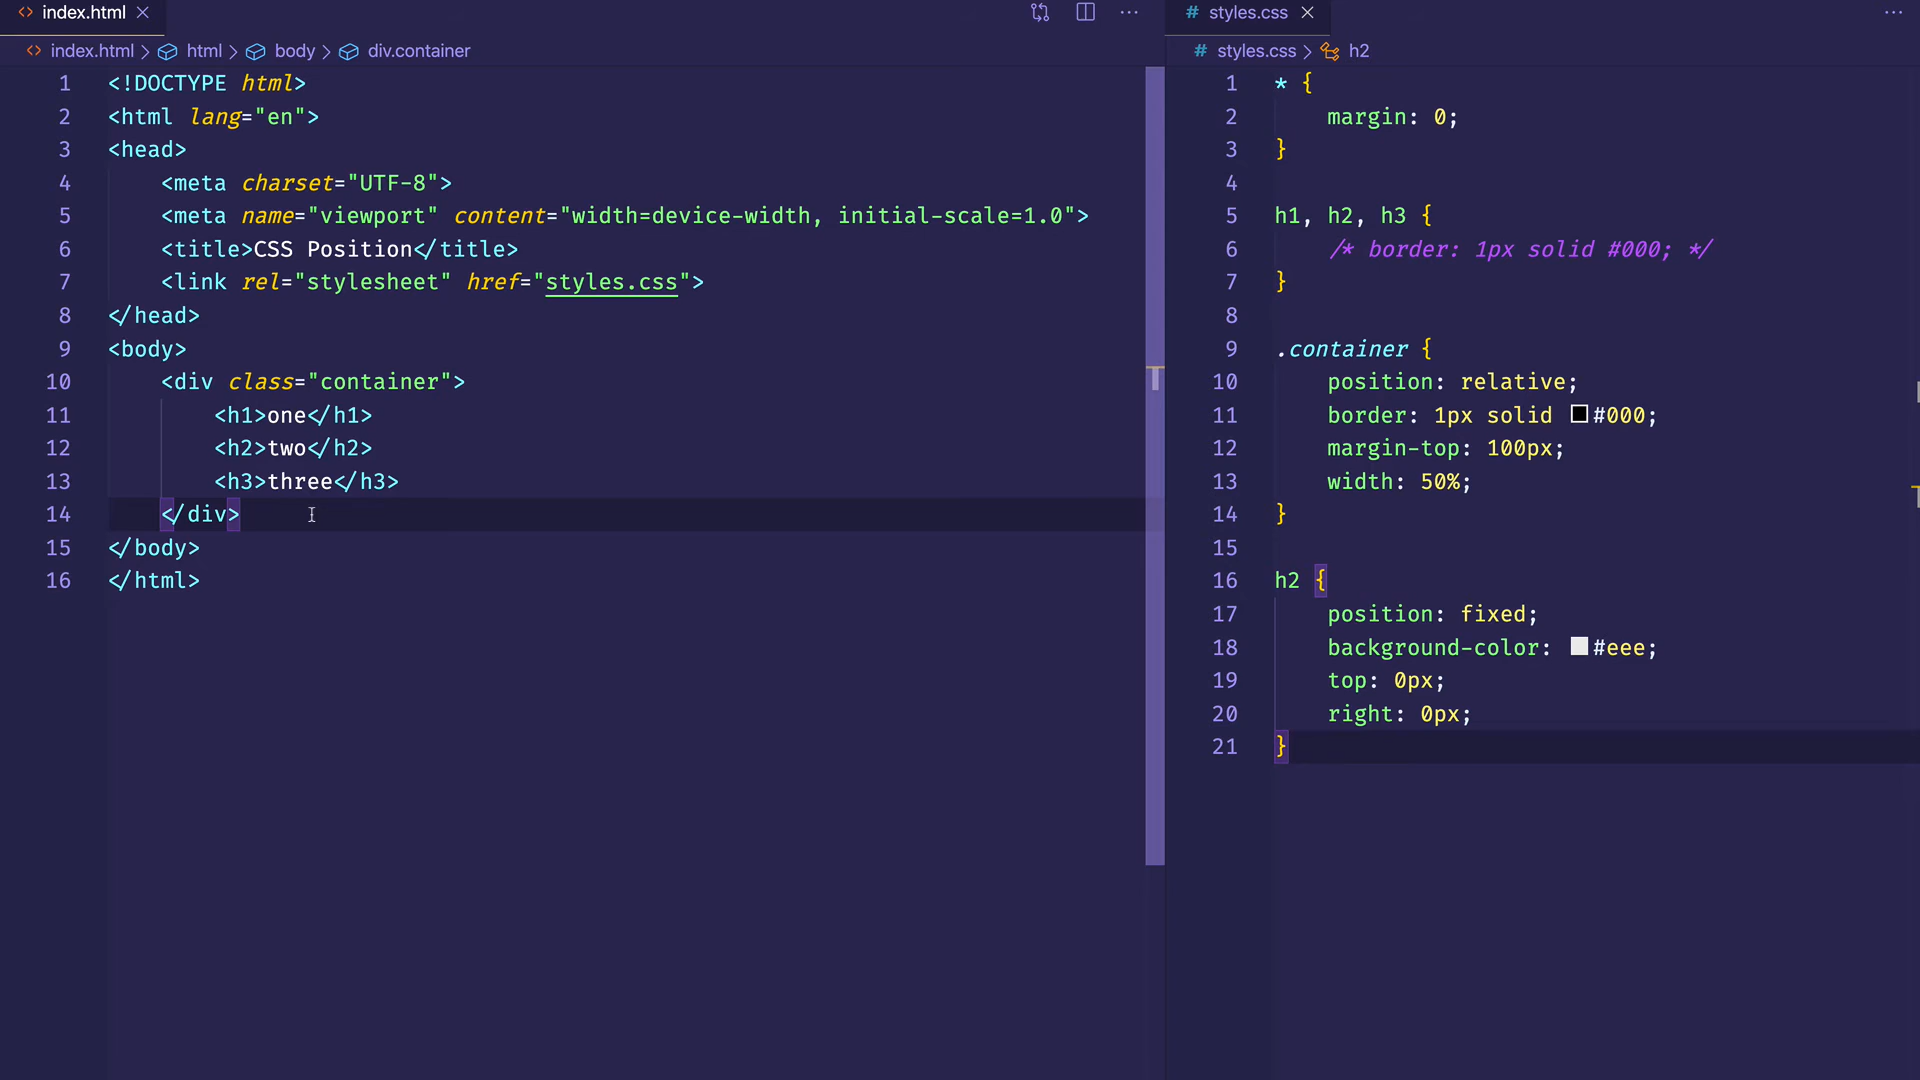 index.html
index.html > html > body > div.container
1 <!DOCTYPE html>
2 <html lang="en">
3 <head>
4 <meta charset="UTF-8">
5 <meta name="viewport" content="width=device-width, initial-scale=1.0">
6 <title>CSS Position</title>
7 <link rel="stylesheet" href="styles.css">
8 </head>
9 <body>
10 <div class="container">
11 <h1>one</h1>
12 <h2>two</h2>
13 <h3>three</h3>
14 </div>
15 </body>
16 </html>
# styles.css
# styles.css > h2
1 * {
2 margin: 0;
3 }
4
5 h1, h2, h3 {
6 /* border: 1px solid #000; */
7 }
8
9 .container {
10 position: relative;
11 border: 1px solid #000;
12 margin-top: 100px;
13 width: 50%;
14 }
15
16 h2 {
17 position: fixed;
18 background-color: #eee;
19 top: 0px;
20 right: 0px;
21 }